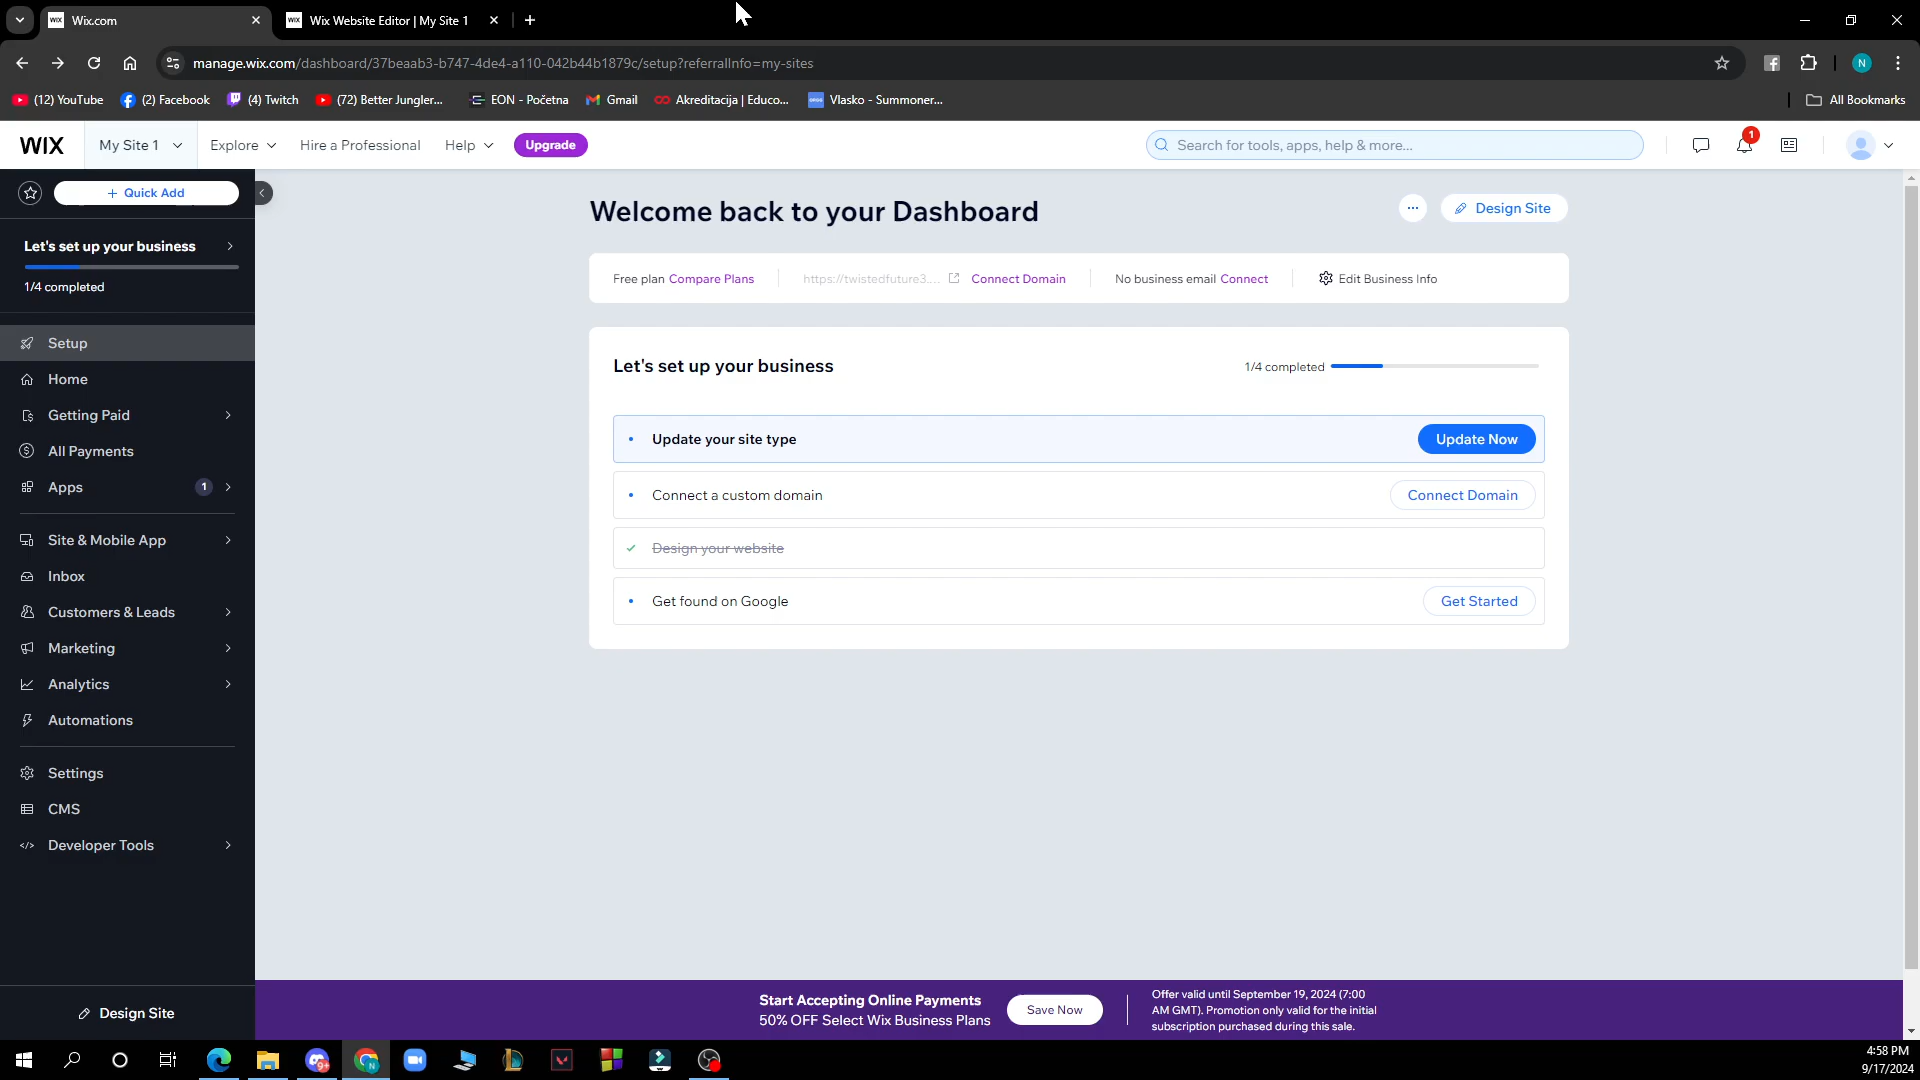 Wix.com
Wix Website Editor | My Site 1
manage.wix.com/dashboard/37beaab3-b747-4de4-a110-042b44b1879c/setup?referralInfo=my-sites
N
(12) YouTube
(2) Facebook
(4) Twitch
(72) Better Jungler...
EON - Početna
Gmail
Akreditacija | Educo...
Vlasko - Summoner...
All Bookmarks
WIX
My Site 1
Explore
Hire a Professional
Help
Upgrade
Search for tools, apps, help & more...
1
+ Quick Add
Let's set up your business
1/4 completed
Setup
Home
Getting Paid
All Payments
Apps
1
Site & Mobile App
Inbox
Customers & Leads
Marketing
Analytics
Automations
Settings
CMS
Developer Tools
Design Site
Welcome back to your Dashboard
Design Site
Free plan Compare Plans
https://twistedfuture3....
Connect Domain
No business email Connect
Edit Business Info
Let's set up your business
1/4 completed
Update your site type
Update Now
Connect a custom domain
Connect Domain
Design your website
Get found on Google
Get Started
Start Accepting Online Payments
50% OFF Select Wix Business Plans
Save Now
Offer valid until September 19, 2024 (7:00
AM GMT). Promotion only valid for the initial
subscription purchased during this sale.
9+
N
4:58 PM
9/17/2024